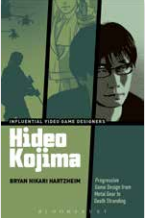 INFLUENTIAL VIDEO GAME DESIGNERS
Hideo
Kojima
BRYAN HIKARI HARTZHEIM
Progressive
Game Design from
Metal Gear to
Death Stranding
BLOOMSBURY